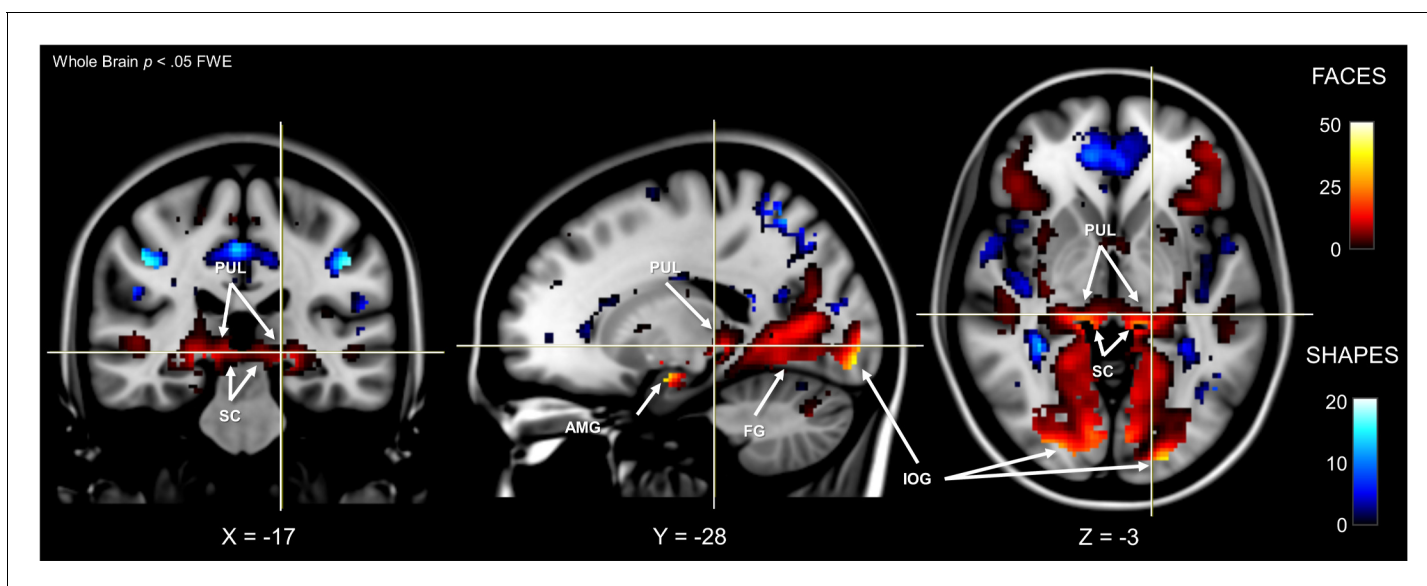 Whole Brain p < .05 FWE
FACES
50
25
0
SHAPES
20
10
0
PUL
SC
X = -17
PUL
AMG
FG
IOG
Y = -28
PUL
SC
Z = -3